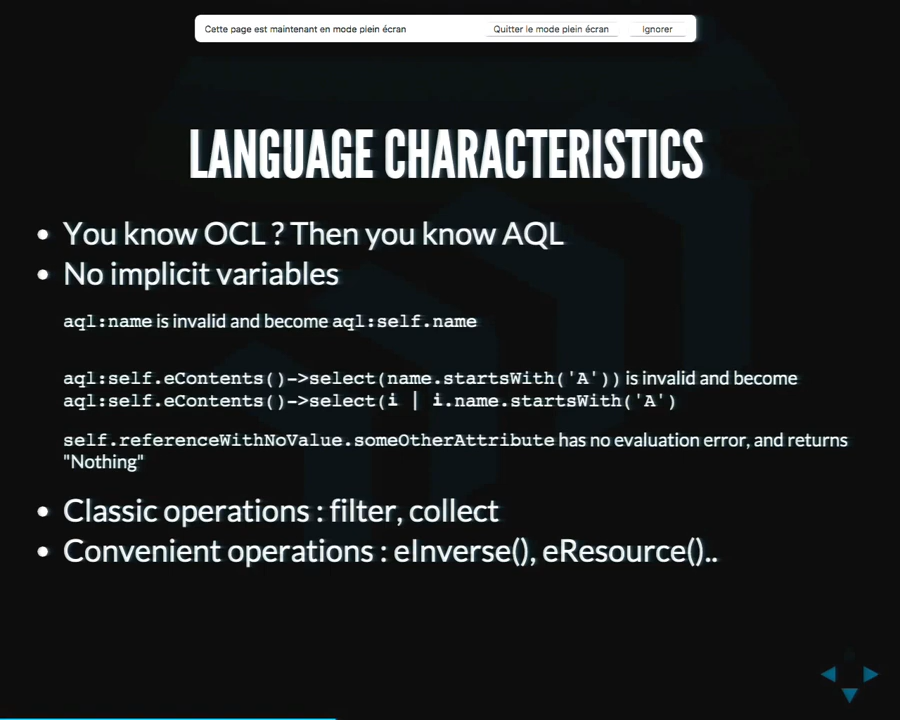 Cette page est maintenant en mode plein écran Quitter le mode plein écran Ignorer
LANGUAGE CHARACTERISTICS
• You know OCL ? Then you know AQL
• No implicit variables
aql:name is invalid and become aql:self.name
aql:self.eContents()->select(name.startsWith('A')) is invalid and become
aql:self.eContents()->select(i | i.name.startsWith('A')
self.referenceWithNoValue.someOtherAttribute has no evaluation error, and returns
"Nothing"
• Classic operations : filter, collect
• Convenient operations : eInverse(), eResource()..